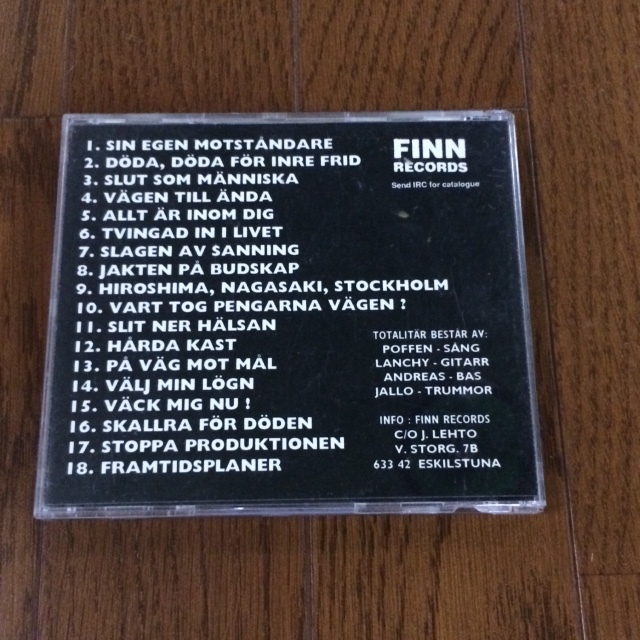 1. SIN EGEN MOTSTÅNDARE
2. DÖDA, DÖDA FÖR INRE FRID
3. SLUT SOM MÄNNISKA
4. VÄGEN TILL ÄNDA
5. ALLT ÄR INOM DIG
6. TVINGAD IN I LIVET
7. SLAGEN AV SANNING
8. JAKTEN PÅ BUDSKAP
9. HIROSHIMA, NAGASAKI, STOCKHOLM
10. VART TOG PENGARNA VÄGEN ?
11. SLIT NER HÄLSAN
12. HÅRDA KAST
13. PÅ VÄG MOT MÅL
14. VÄLJ MIN LÖGN
15. VÄCK MIG NU !
16. SKALLRA FÖR DÖDEN
17. STOPPA PRODUKTIONEN
18. FRAMTIDSPLANER
FINN
RECORDS
Send IRC for catalogue
TOTALITÄR BESTÅR AV:
POFFEN - SÅNG
LANCHY - GITARR
ANDREAS - BAS
JALLO - TRUMMOR
INFO : FINN RECORDS
C/O J. LEHTO
V. STORG. 7B
633 42 ESKILSTUNA